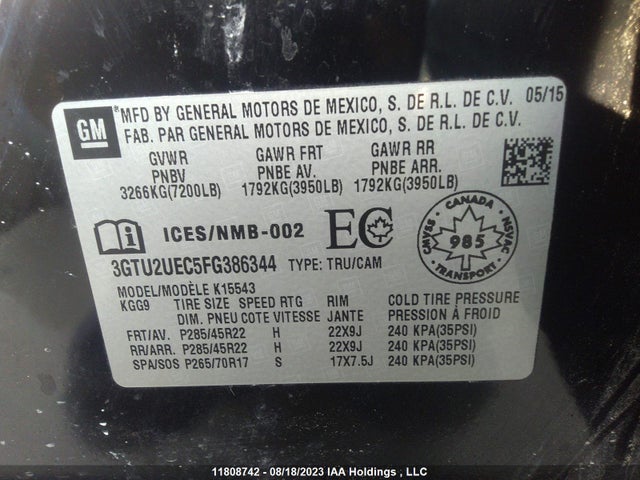 GM ® MFD BY GENERAL MOTORS DE MEXICO, S. DE R.L. DE C.V. 05/15
FAB. PAR GENERAL MOTORS DE MEXICO, S. DE R.L. DE C.V.
GVWR GAWR FRT GAWR RR
PNBV PNBE AV. PNBE ARR.
3266KG(7200LB) 1792KG(3950LB) 1792KG(3950LB)
i ICES/NMB-002 EC CANADA CMVSS 985 NSVAC
3GTU2UEC5FG386344 TYPE: TRU/CAM
MODEL/MODÈLE K15543
KGG9 TIRE SIZE SPEED RTG RIM COLD TIRE PRESSURE
DIM. PNEU COTE VITESSE JANTE PRESSION À FROID
FRT/AV. P285/45R22 H 22X9J 240 KPA(35PSI)
RR/ARR. P285/45R22 H 22X9J 240 KPA(35PSI)
SPA/SOS P265/70R17 S 17X7.5J 240 KPA(35PSI)
11808742 - 08/18/2023 IAA Holdings , LLC